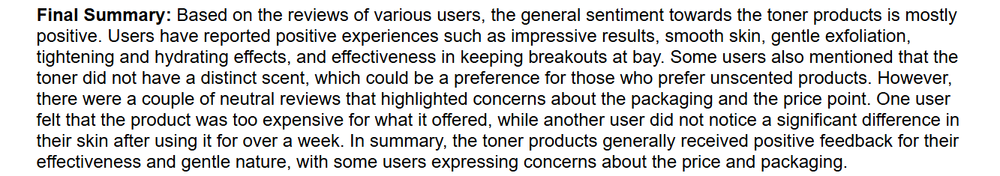 Final Summary: Based on the reviews of various users, the general sentiment towards the toner products is mostly
positive. Users have reported positive experiences such as impressive results, smooth skin, gentle exfoliation,
tightening and hydrating effects, and effectiveness in keeping breakouts at bay. Some users also mentioned that the
toner did not have a distinct scent, which could be a preference for those who prefer unscented products. However,
there were a couple of neutral reviews that highlighted concerns about the packaging and the price point. One user
felt that the product was too expensive for what it offered, while another user did not notice a significant difference in
their skin after using it for over a week. In summary, the toner products generally received positive feedback for their
effectiveness and gentle nature, with some users expressing concerns about the price and packaging.